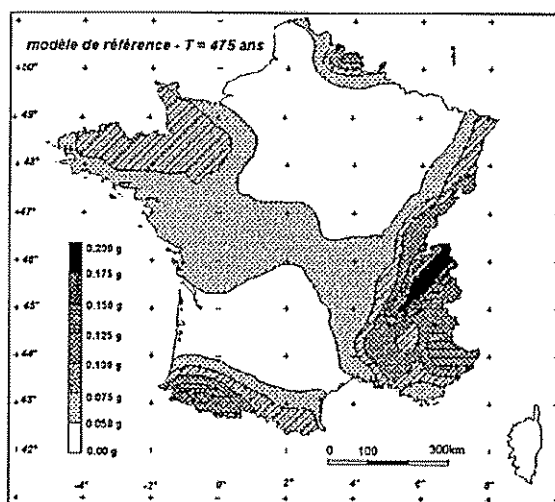 modèle de référence - T = 475 ans
50°
49°
48°
47°
46°
45°
44°
43°
42°
0.200 g
0.175 g
0.150 g
0.125 g
0.100 g
0.075 g
0.050 g
0.00 g
0 100 300km
-4° -2° 0° 2° 4° 6° 8°